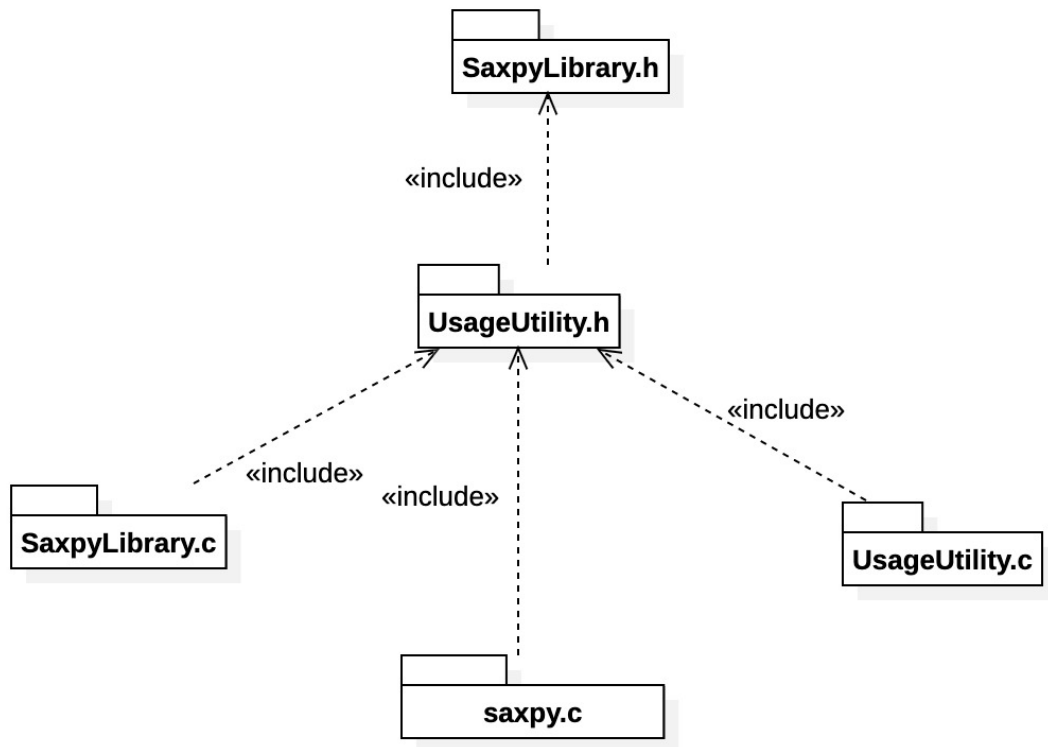 SaxpyLibrary.h
«include»
UsageUtility.h
«include»
«include»
«include»
SaxpyLibrary.c
UsageUtility.c
saxpy.c